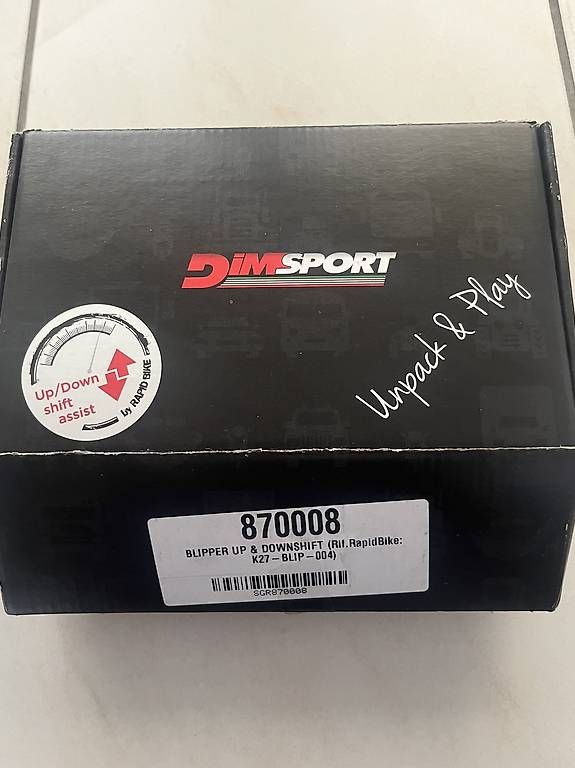 DiMSPORT
Unpack & Play
Up/Down
shift
assist
by RAPID BIKE
870008
BLIPPER UP & DOWNSHIFT (Rif.RapidBike:
K27-BLIP-004)
SGR870008